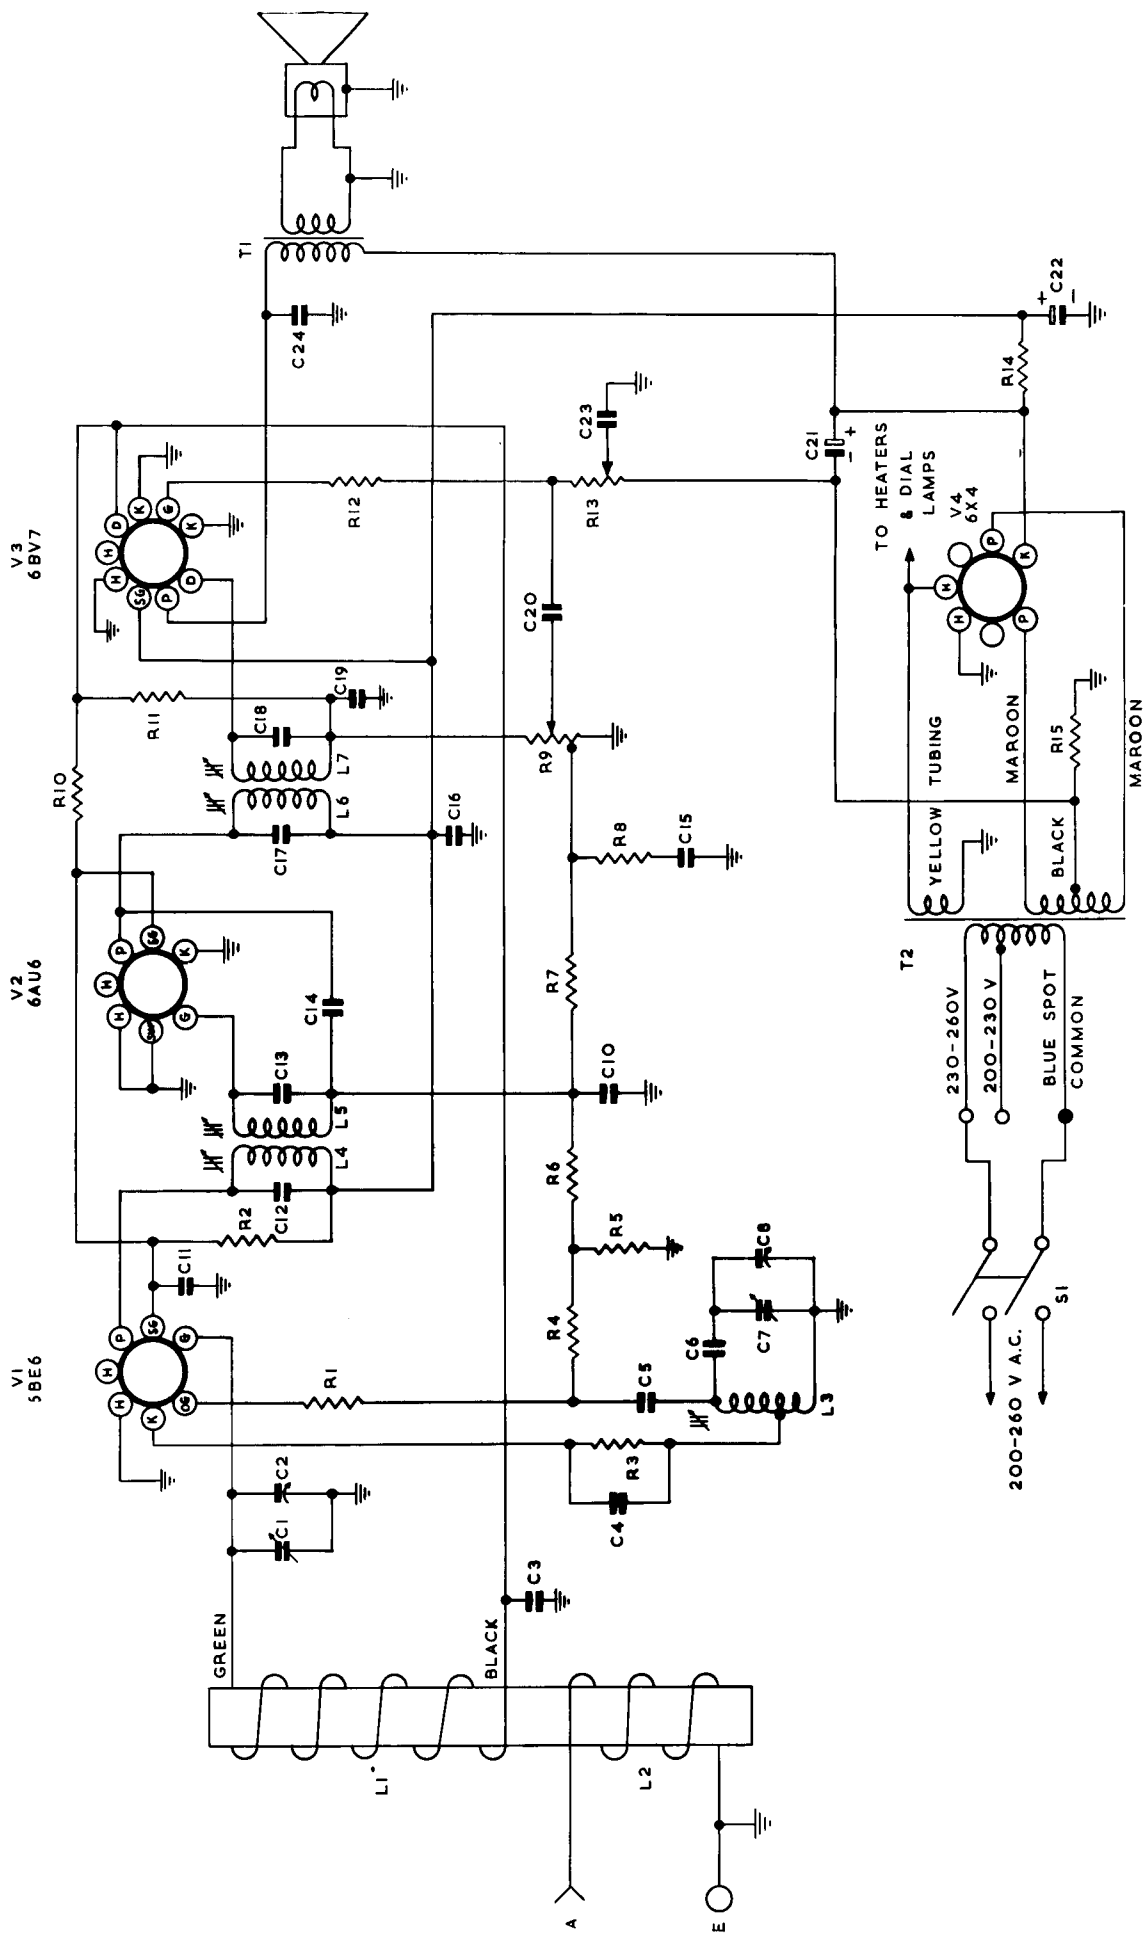 V1
5BE6
V2
6AU6
V3
6BV7
H
H
P
K
SG
OG
G
H
H
P
SG
G
K
H
H
D
SG
K
P
G
D
K
R10
R11
T1
C11
R2
C12
L4
L5
C13
C14
C17
L6
L7
C18
C19
C16
C24
GREEN
C1
C2
R1
L1
BLACK
C3
L2
A
E
C4
R3
R4
R5
R6
C10
R7
R8
C15
R9
C20
R12
R13
C23
C5
C6
C7
C8
L3
C21
-
+
R14
+
-
C22
TO HEATERS
& DIAL
LAMPS
V4
6X4
H
H
P
P
K
YELLOW TUBING
MAROON
BLACK
R15
MAROON
T2
230-260V
200-230 V
BLUE SPOT
COMMON
S1
200-260 V A.C.